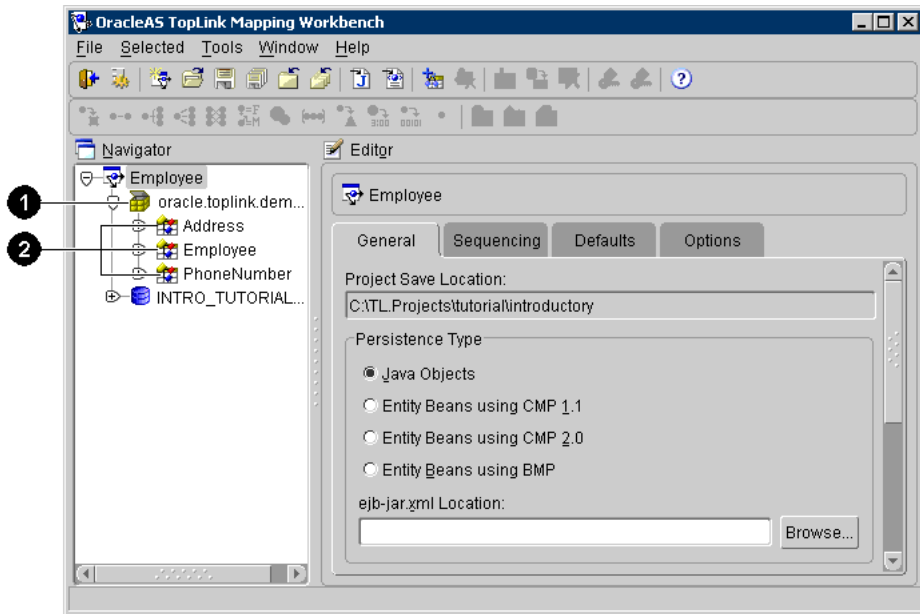 OracleAS TopLink Mapping Workbench
File Selected Tools Window Help
Navigator
Editor
Employee
1
oracle.toplink.dem...
2
Address
Employee
PhoneNumber
INTRO_TUTORIAL...
Employee
General Sequencing Defaults Options
Project Save Location:
C:\TL.Projects\tutorial\introductory
Persistence Type
Java Objects
Entity Beans using CMP 1.1
Entity Beans using CMP 2.0
Entity Beans using BMP
ejb-jar.xml Location:
Browse...